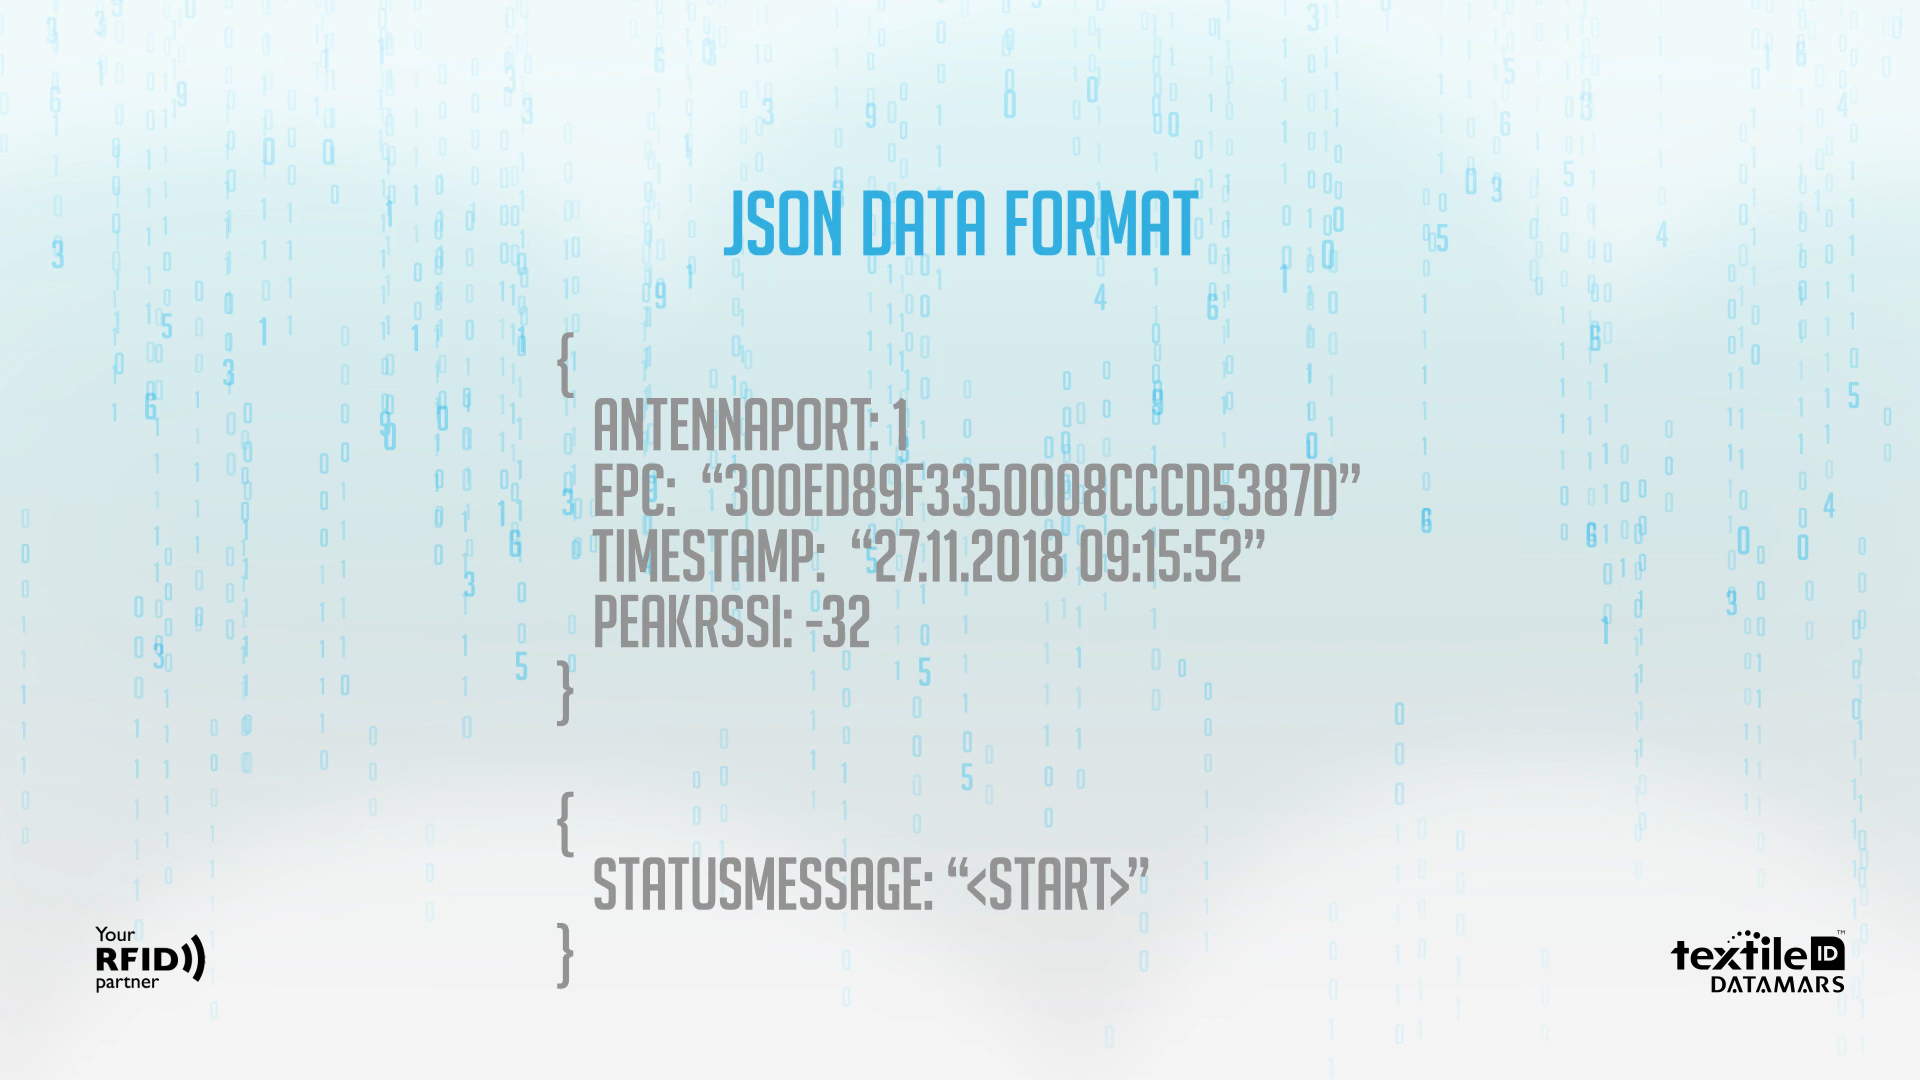 JSON DATA FORMAT
{
ANTENNAPORT: 1
EPC: “300ED89F3350008CCCD5387D”
TIMESTAMP: “27.11.2018 09:15:52”
PEAKRSSI: -32
}
{
STATUSMESSAGE: “<START>”
}
Your
RFID
partner
textile ID™
DATAMARS